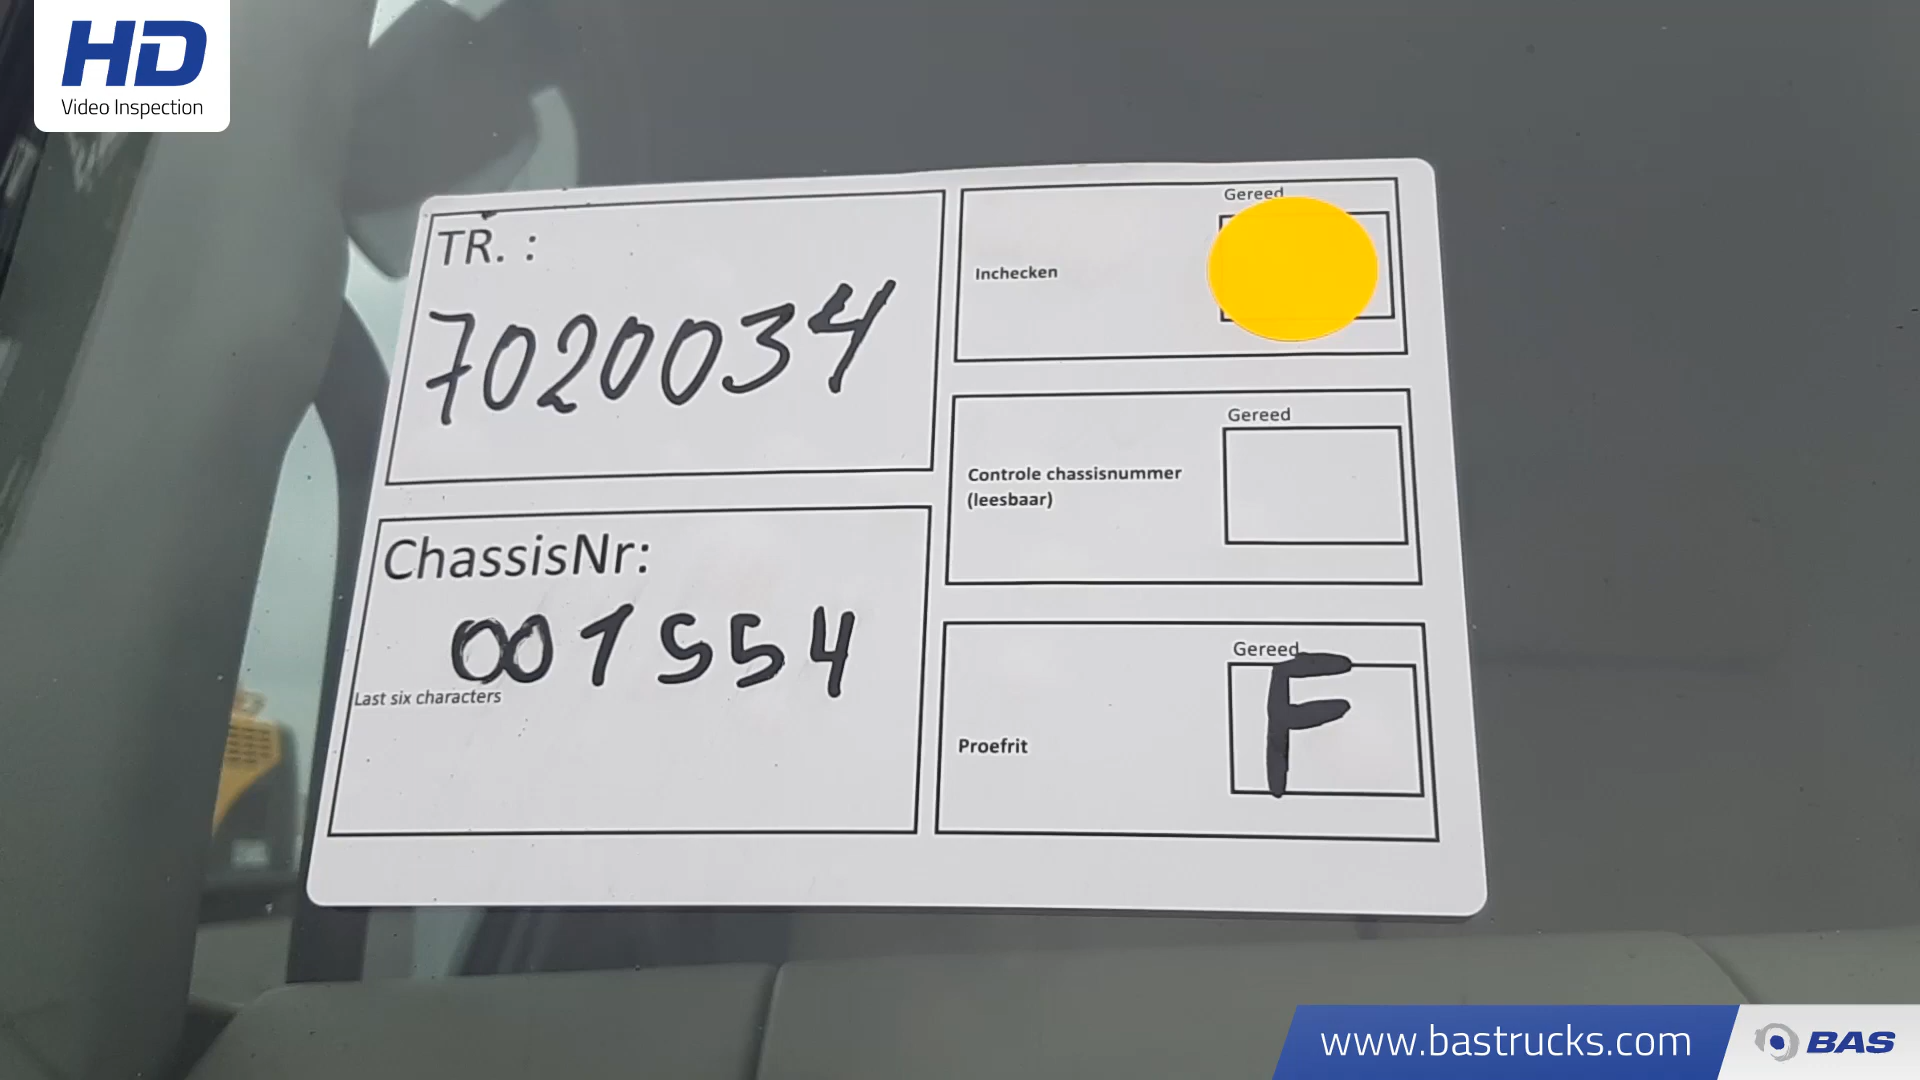 HD
Video Inspection
TR. :
7020034
ChassisNr:
001554
Last six characters
Gereed
Inchecken
Gereed
Controle chassisnummer
(leesbaar)
Gereed
F
Proefrit
www.bastrucks.com
BAS